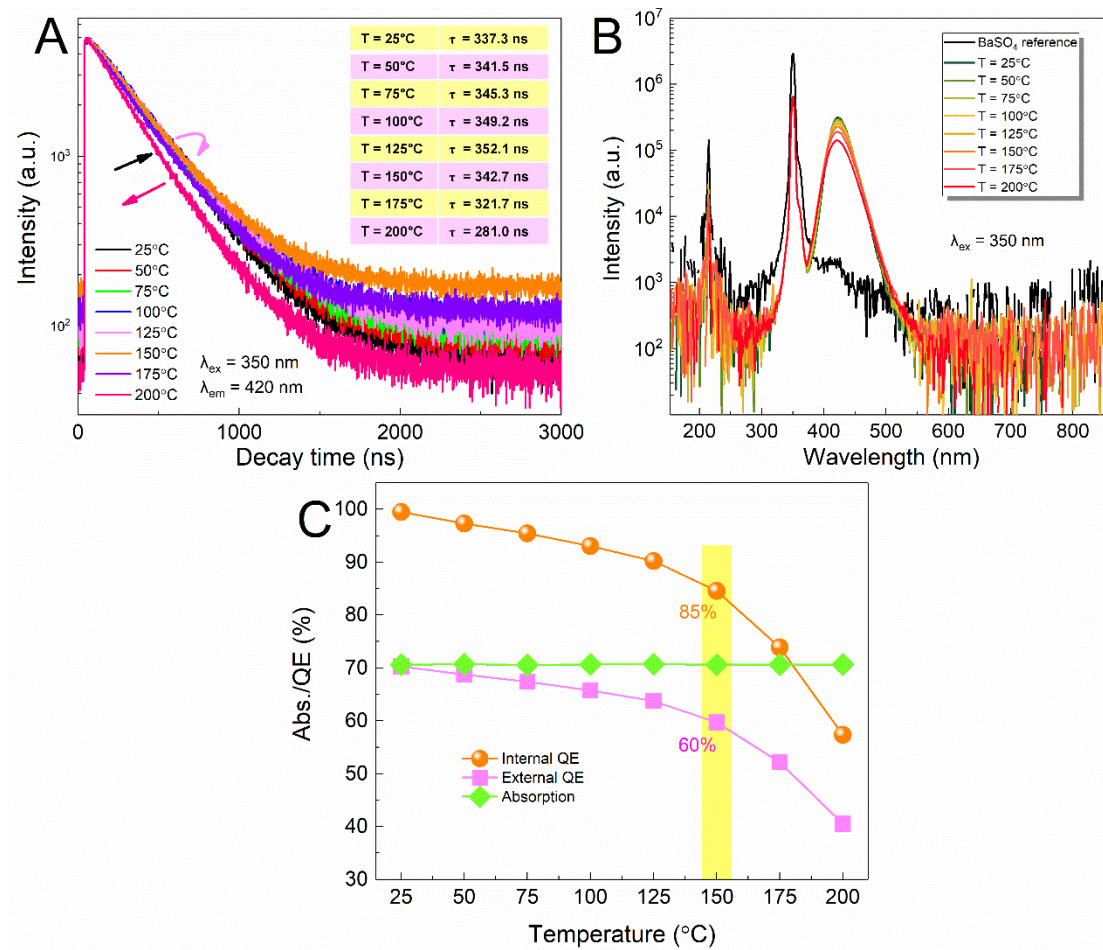 A
T = 25°C τ = 337.3 ns
T = 50°C τ = 341.5 ns
T = 75°C τ = 345.3 ns
T = 100°C τ = 349.2 ns
T = 125°C τ = 352.1 ns
T = 150°C τ = 342.7 ns
T = 175°C τ = 321.7 ns
T = 200°C τ = 281.0 ns
10³
10²
Intensity (a.u.)
25°C
50°C
75°C
100°C
125°C
150°C
175°C
200°C
λex = 350 nm
λem = 420 nm
0 1000 2000 3000
Decay time (ns)
B
BaSO₄ reference
T = 25°C
T = 50°C
T = 75°C
T = 100°C
T = 125°C
T = 150°C
T = 175°C
T = 200°C
λex = 350 nm
10⁷
10⁶
10⁵
10⁴
10³
10²
Intensity (a.u.)
200 300 400 500 600 700 800
Wavelength (nm)
C
100
90
80
70
60
50
40
30
Abs./QE (%)
85%
60%
Internal QE
External QE
Absorption
25 50 75 100 125 150 175 200
Temperature (°C)